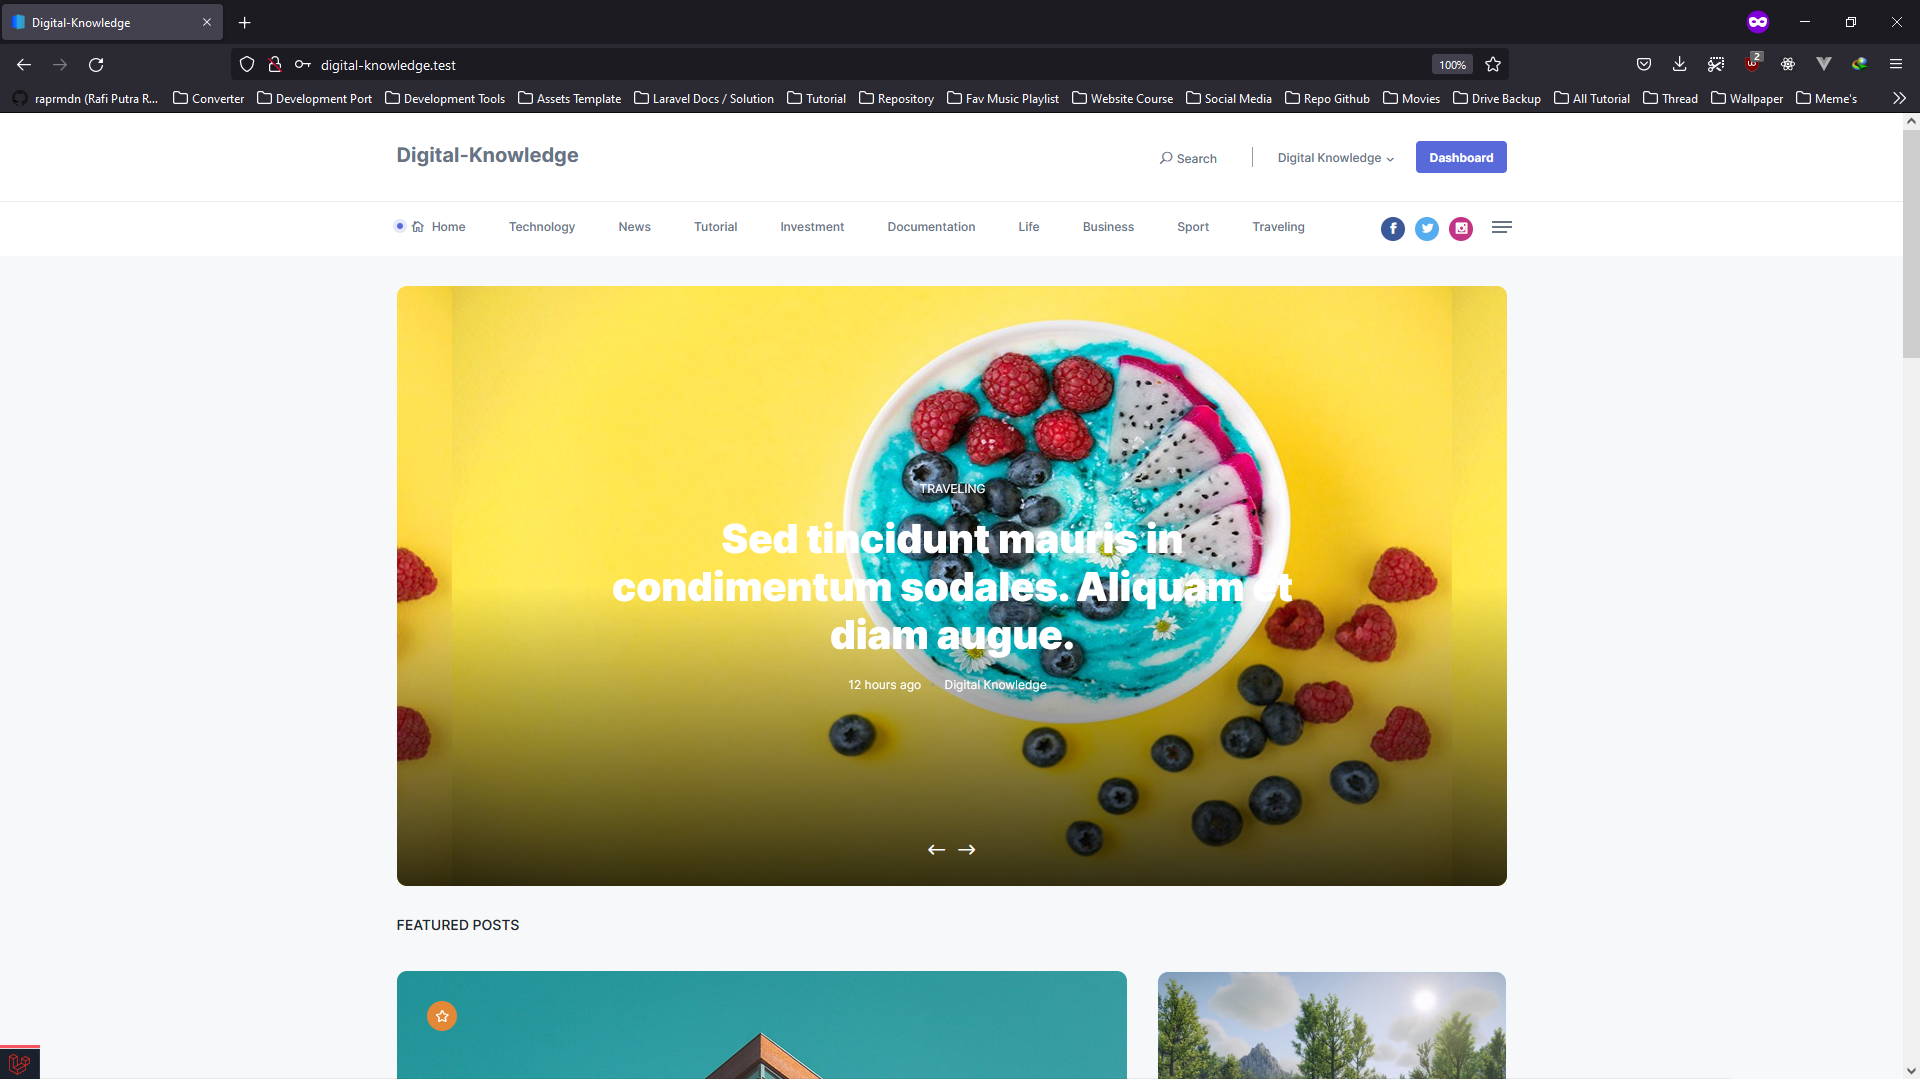 Digital-Knowledge
digital-knowledge.test
100%
2
raprmdn (Rafi Putra R...
Converter
Development Port
Development Tools
Assets Template
Laravel Docs / Solution
Tutorial
Repository
Fav Music Playlist
Website Course
Social Media
Repo Github
Movies
Drive Backup
All Tutorial
Thread
Wallpaper
Meme's
Digital-Knowledge
Search
Digital Knowledge
Dashboard
Home
Technology
News
Tutorial
Investment
Documentation
Life
Business
Sport
Traveling
TRAVELING
Sed tincidunt mauris in
condimentum sodales. Aliquam et
diam augue.
12 hours ago
Digital Knowledge
FEATURED POSTS